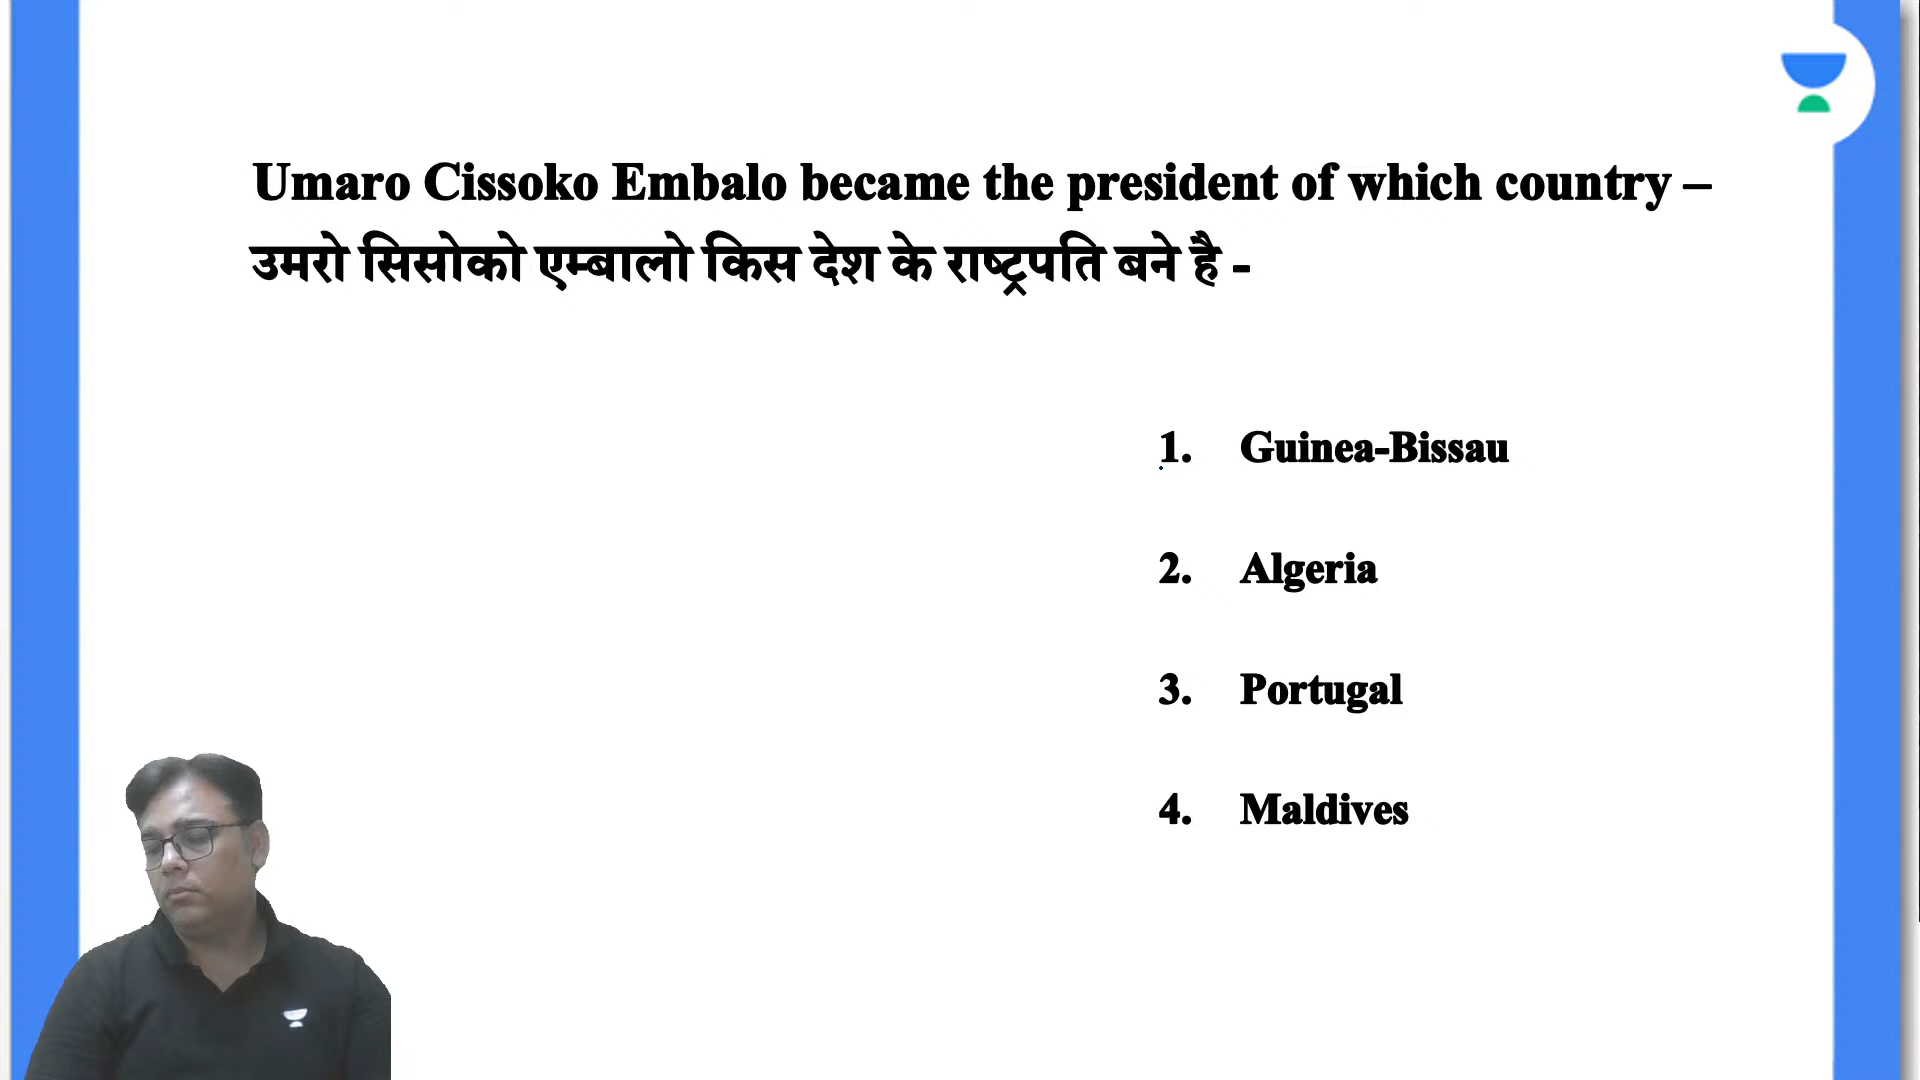 Umaro Cissoko Embalo became the president of which country –
उमरो सिसोको एम्बालो किस देश के राष्ट्रपति बने है -
1. Guinea-Bissau
2. Algeria
3. Portugal
4. Maldives